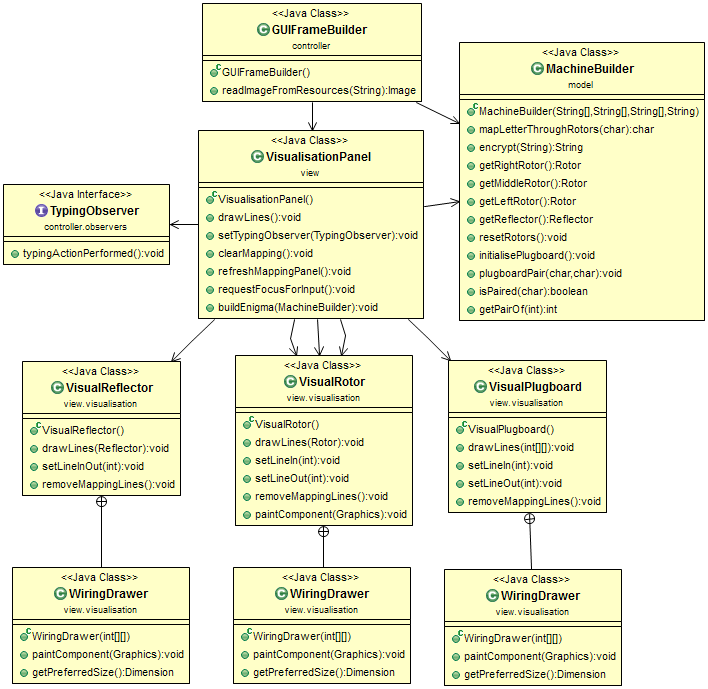 <<Java Class>>
GUIFrameBuilder
controller
GUIFrameBuilder()
readImageFromResources(String):Image
<<Java Class>>
MachineBuilder
model
MachineBuilder(String[],String[],String[],String)
mapLetterThroughRotors(char):char
encrypt(String):String
getRightRotor():Rotor
getMiddleRotor():Rotor
getLeftRotor():Rotor
getReflector():Reflector
resetRotors():void
initialisePlugboard():void
plugboardPair(char,char):void
isPaired(char):boolean
getPairOf(int):int
<<Java Class>>
VisualisationPanel
view
VisualisationPanel()
drawLines():void
setTypingObserver(TypingObserver):void
clearMapping():void
refreshMappingPanel():void
requestFocusForInput():void
buildEnigma(MachineBuilder):void
<<Java Interface>>
TypingObserver
controller.observers
typingActionPerformed():void
<<Java Class>>
VisualReflector
view.visualisation
VisualReflector()
drawLines(Reflector):void
setLineInOut(int):void
removeMappingLines():void
<<Java Class>>
VisualRotor
view.visualisation
VisualRotor()
drawLines(Rotor):void
setLineIn(int):void
setLineOut(int):void
removeMappingLines():void
paintComponent(Graphics):void
<<Java Class>>
VisualPlugboard
view.visualisation
VisualPlugboard()
drawLines(int[][]):void
setLineIn(int):void
setLineOut(int):void
removeMappingLines():void
<<Java Class>>
WiringDrawer
view.visualisation
WiringDrawer(int[][])
paintComponent(Graphics):void
getPreferredSize():Dimension
<<Java Class>>
WiringDrawer
view.visualisation
WiringDrawer(int[][])
paintComponent(Graphics):void
getPreferredSize():Dimension
<<Java Class>>
WiringDrawer
view.visualisation
WiringDrawer(int[][])
paintComponent(Graphics):void
getPreferredSize():Dimension